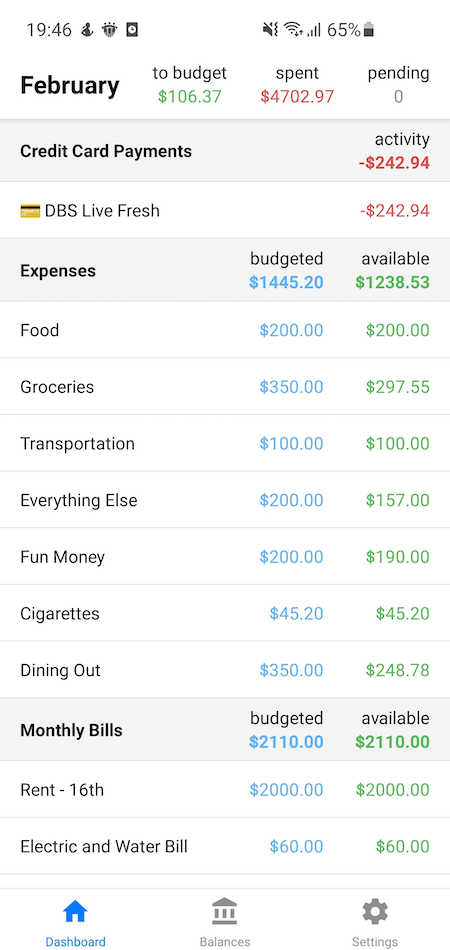 19:46 65%
February
to budget spent pending
$106.37 $4702.97 0
Credit Card Payments
activity
-$242.94
DBS Live Fresh -$242.94
Expenses
budgeted available
$1445.20 $1238.53
Food $200.00 $200.00
Groceries $350.00 $297.55
Transportation $100.00 $100.00
Everything Else $200.00 $157.00
Fun Money $200.00 $190.00
Cigarettes $45.20 $45.20
Dining Out $350.00 $248.78
Monthly Bills
budgeted available
$2110.00 $2110.00
Rent - 16th $2000.00 $2000.00
Electric and Water Bill $60.00 $60.00
Dashboard Balances Settings